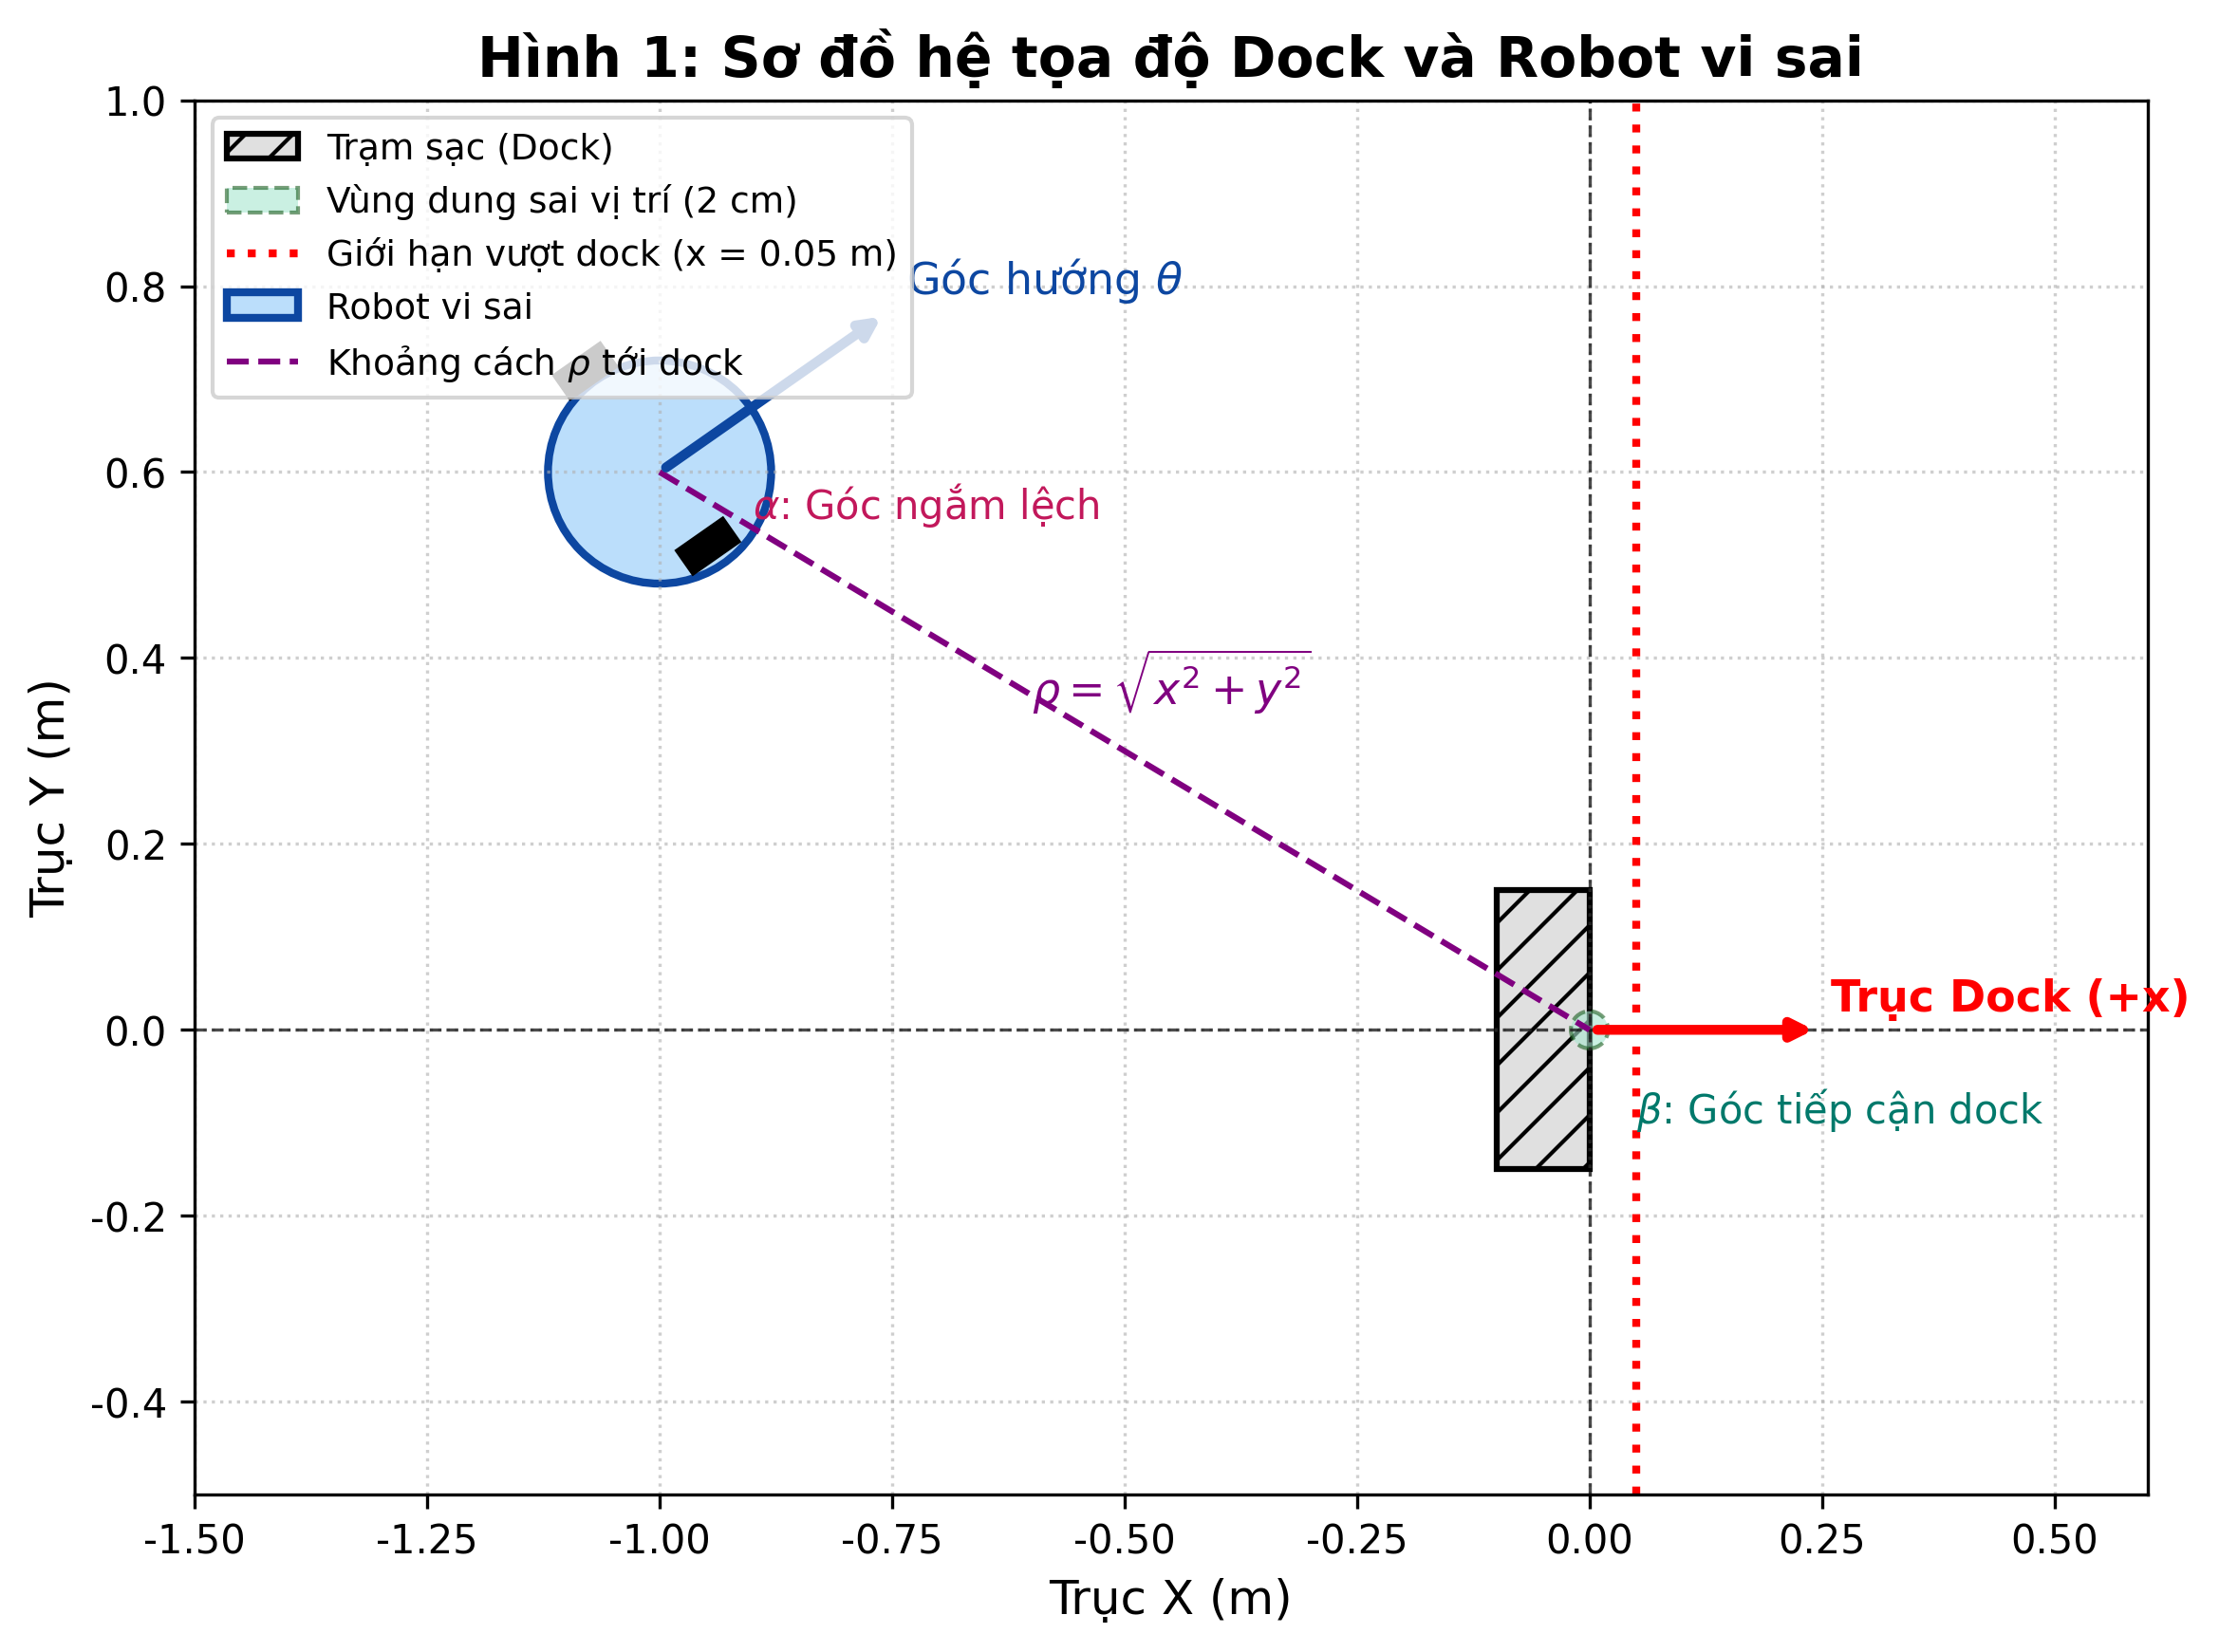 Hình 1: Sơ đồ hệ tọa độ Dock và Robot vi sai
1.0
0.8
0.6
0.4
0.2
0.0
-0.2
-0.4
Trục Y (m)
Trạm sạc (Dock)
Vùng dung sai vị trí (2 cm)
Giới hạn vượt dock (x = 0.05 m)
Robot vi sai
Khoảng cách ρ tới dock
Góc hướng θ
α: Góc ngắm lệch
ρ = √x² + y²
Trục Dock (+x)
β: Góc tiếp cận dock
-1.50
-1.25
-1.00
-0.75
-0.50
-0.25
0.00
0.25
0.50
Trục X (m)